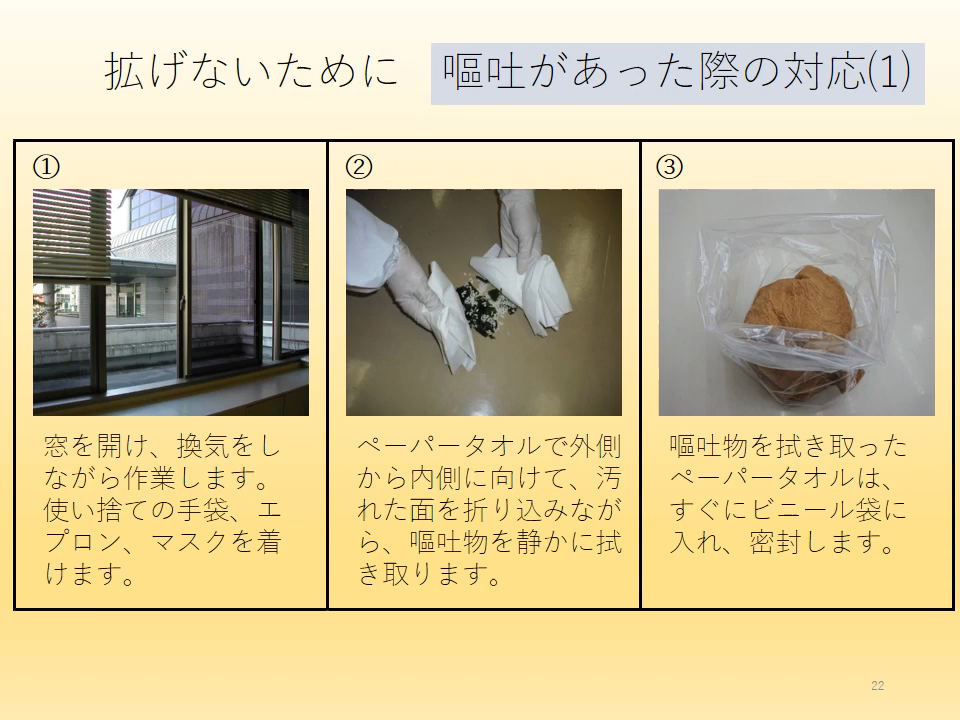 拡げないために　嘔吐があった際の対応(1)
①
窓を開け、換気をし
ながら作業します。
使い捨ての手袋、エ
プロン、マスクを着
けます。
②
ペーパータオルで外側
から内側に向けて、汚
れた面を折り込みなが
ら、嘔吐物を静かに拭
き取ります。
③
嘔吐物を拭き取った
ペーパータオルは、
すぐにビニール袋に
入れ、密封します。
22